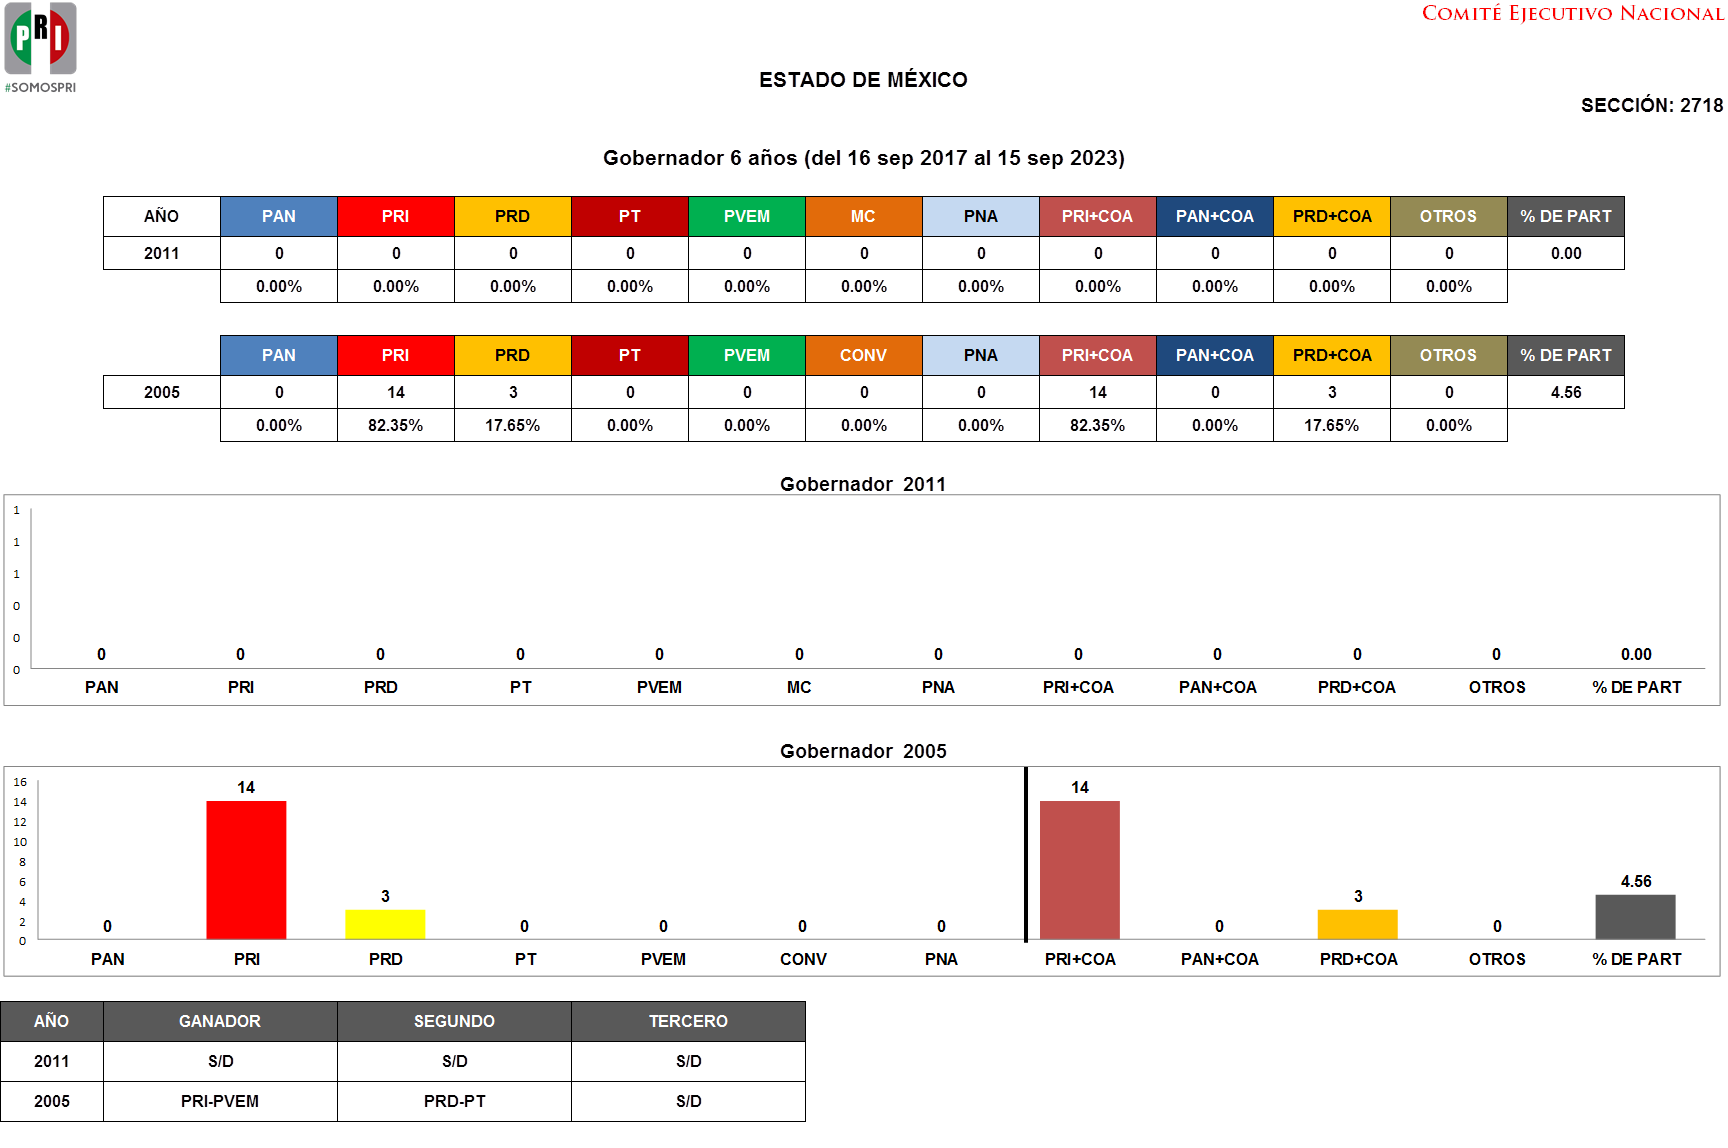 PRI
#SOMOSPRI
COMITÉ EJECUTIVO NACIONAL
ESTADO DE MÉXICO
SECCIÓN: 2718
Gobernador 6 años (del 16 sep 2017 al 15 sep 2023)
AÑO PAN PRI PRD PT PVEM MC PNA PRI+COA PAN+COA PRD+COA OTROS % DE PART
2011 0 0 0 0 0 0 0 0 0 0 0 0.00
0.00% 0.00% 0.00% 0.00% 0.00% 0.00% 0.00% 0.00% 0.00% 0.00% 0.00%
PAN PRI PRD PT PVEM CONV PNA PRI+COA PAN+COA PRD+COA OTROS % DE PART
2005 0 14 3 0 0 0 0 14 0 3 0 4.56
0.00% 82.35% 17.65% 0.00% 0.00% 0.00% 0.00% 82.35% 0.00% 17.65% 0.00%
Gobernador 2011
1
1
1
0
0
0
0 0 0 0 0 0 0 0 0 0 0 0.00
PAN PRI PRD PT PVEM MC PNA PRI+COA PAN+COA PRD+COA OTROS % DE PART
Gobernador 2005
16
14
12
10
8
6
4
2
0
0 14 3 0 0 0 0 14 0 3 0 4.56
PAN PRI PRD PT PVEM CONV PNA PRI+COA PAN+COA PRD+COA OTROS % DE PART
AÑO GANADOR SEGUNDO TERCERO
2011 S/D S/D S/D
2005 PRI-PVEM PRD-PT S/D